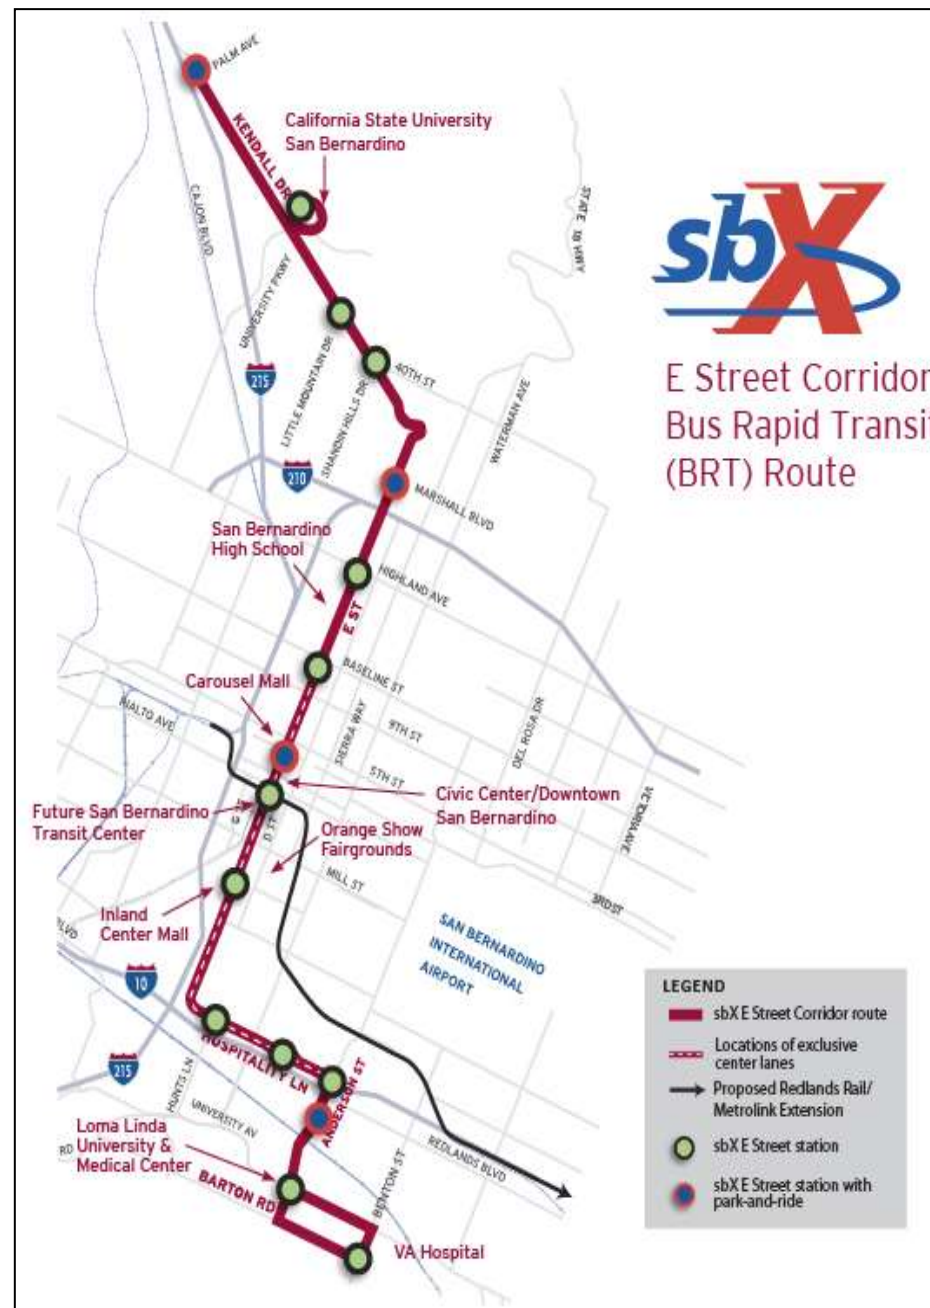 PALM AVE
KENDALL DR
California State University
San Bernardino
CAJON BLVD
STATE 18 HWY
sbX
E Street Corridor
Bus Rapid Transit
(BRT) Route
UNIVERSITY PKWY
LITTLE MOUNTAIN DR
SHANDIN HILLS DR
40TH ST
WATERMAN AVE
215
210
MARSHALL BLVD
San Bernardino
High School
HIGHLAND AVE
E ST
BASELINE ST
Carousel Mall
RIALTO AVE
SIERRA WAY
9TH ST
DEL ROSA DR
5TH ST
Civic Center/Downtown
San Bernardino
VICTORIA AVE
Future San Bernardino
Transit Center
G ST
D ST
Orange Show
Fairgrounds
MILL ST
3RD ST
Inland
Center Mall
BLVD
SAN BERNARDINO
INTERNATIONAL
AIRPORT
10
215
HOSPITALITY LN
HUNTS LN
ANDERSON ST
UNIVERSITY AV
REDLANDS BLVD
Loma Linda
University &
Medical Center
RD
BARTON RD
BENTON ST
VA Hospital
LEGEND
sbX E Street Corridor route
Locations of exclusive
center lanes
Proposed Redlands Rail/
Metrolink Extension
sbX E Street station
sbX E Street station with
park-and-ride